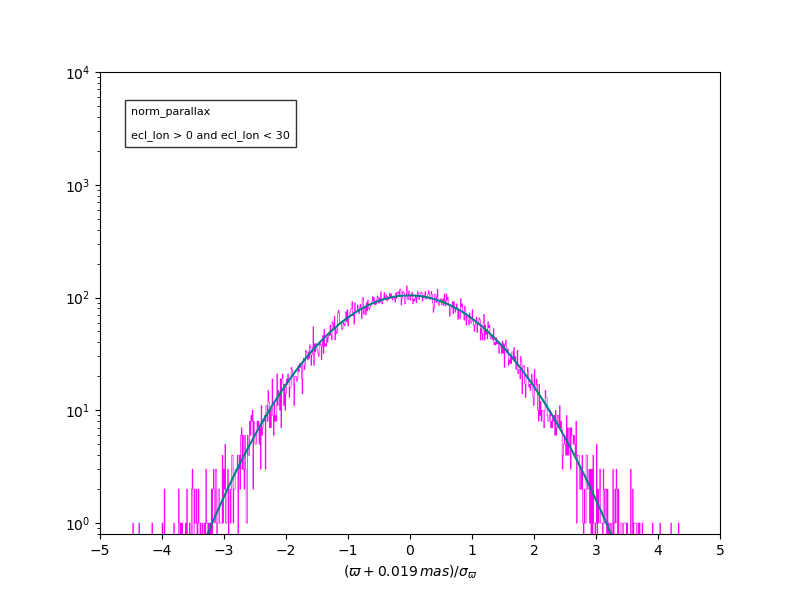 norm_parallax
ecl_lon > 0 and ecl_lon < 30
10⁴
10³
10²
10¹
10⁰
−5 −4 −3 −2 −1 0 1 2 3 4 5
(ϖ + 0.019 mas)/σ_ϖ